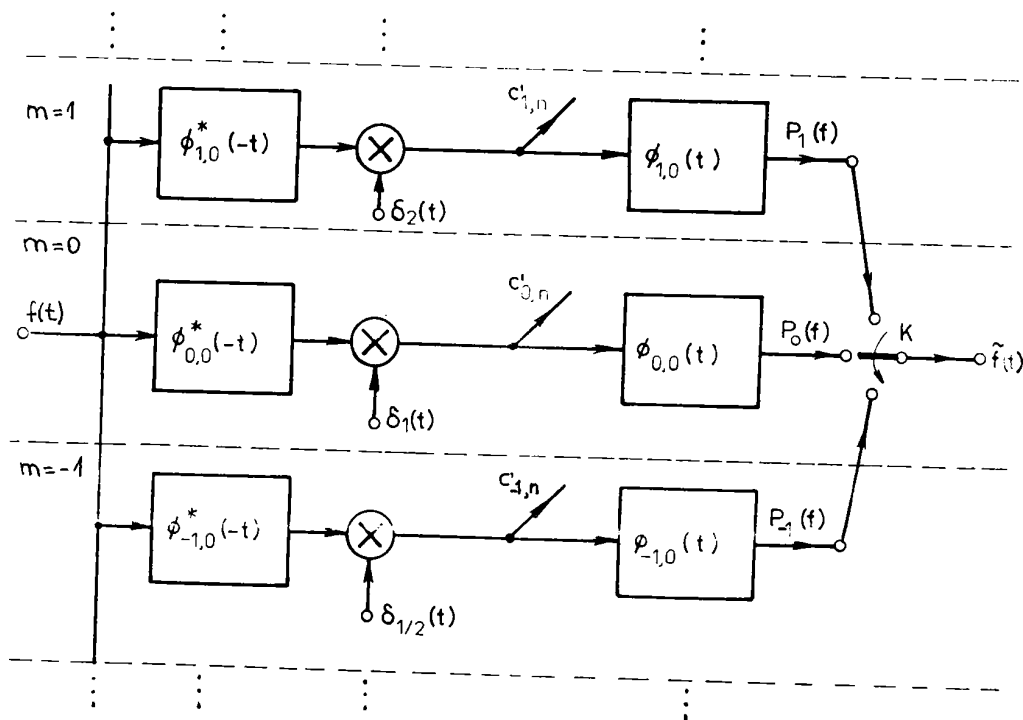 m=1
ϕ*1,0(-t)
δ2(t)
c'1,n
ϕ1,0(t)
P1(f)
m=0
f(t)
ϕ*0,0(-t)
δ1(t)
c'0,n
ϕ0,0(t)
P0(f)
K
f̃(t)
m=-1
ϕ*-1,0(-t)
δ1/2(t)
c'-1,n
ϕ-1,0(t)
P-1(f)